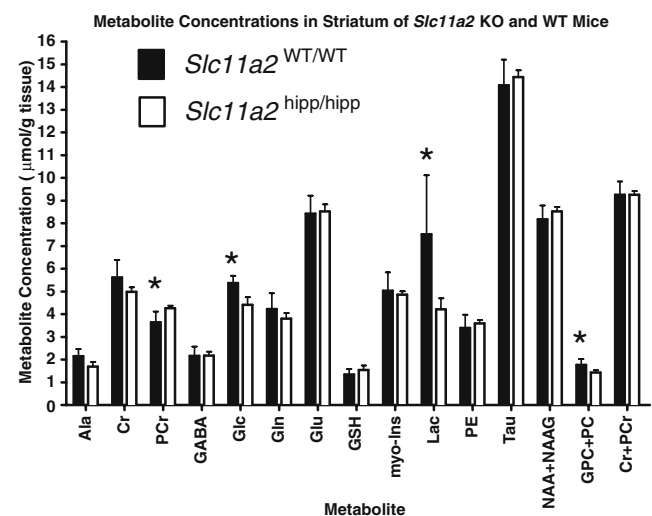 Metabolite Concentrations in Striatum of Slc11a2 KO and WT Mice
Slc11a2 WT/WT
Slc11a2 hipp/hipp
Metabolite Concentration ( μmol/g tissue)
16
15
14
13
12
11
10
9
8
7
6
5
4
3
2
1
0
*
*
*
*
Ala
Cr
PCr
GABA
Glc
Gln
Glu
GSH
myo-Ins
Lac
PE
Tau
NAA+NAAG
GPC+PC
Cr+PCr
Metabolite